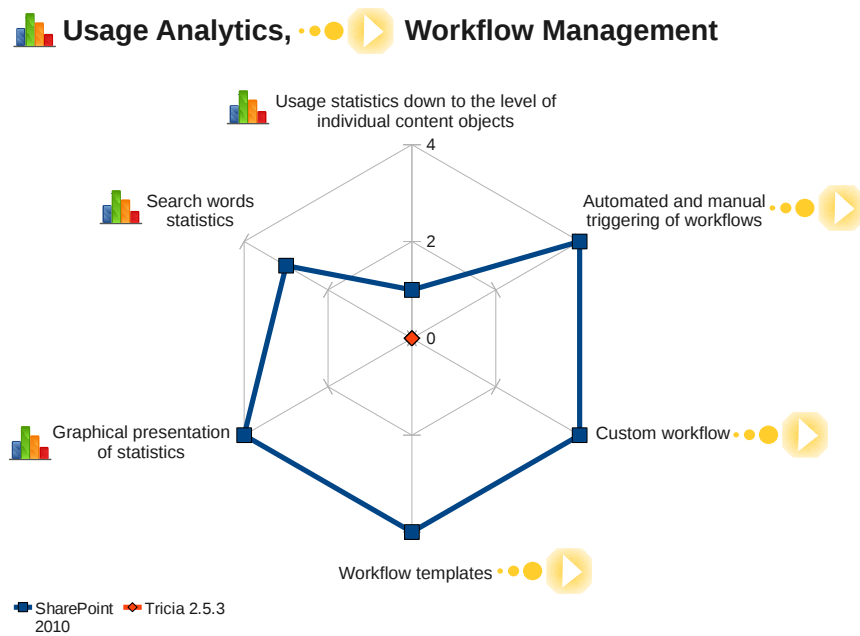 Usage Analytics, Workflow Management
Usage statistics down to the level of
individual content objects
4
Search words
statistics
Automated and manual
triggering of workflows
2
0
Graphical presentation
of statistics
Custom workflow
Workflow templates
SharePoint
2010
Tricia 2.5.3